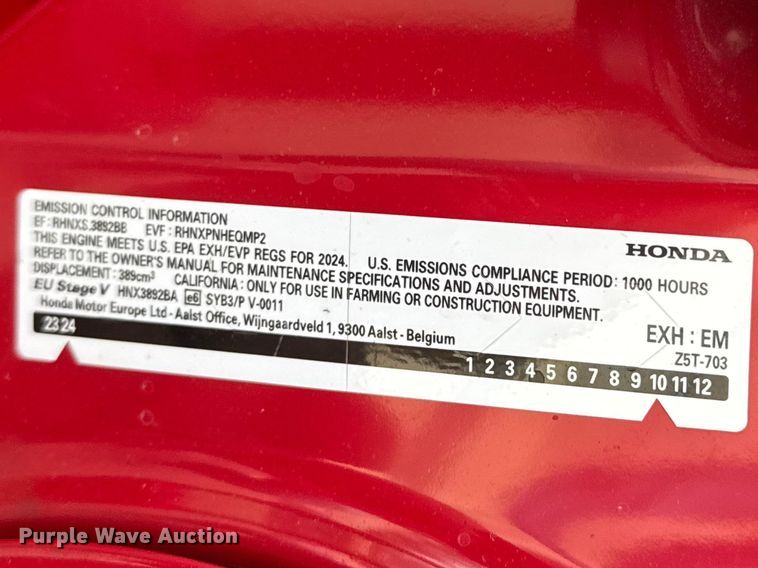 EMISSION CONTROL INFORMATION
EF: RHNXS.3892BB EVF: RHNXPNHEQMP2
HONDA
THIS ENGINE MEETS U.S. EPA EXH/EVP REGS FOR 2024. U.S. EMISSIONS COMPLIANCE PERIOD: 1000 HOURS
REFER TO THE OWNER'S MANUAL FOR MAINTENANCE SPECIFICATIONS AND ADJUSTMENTS.
DISPLACEMENT: 389cm³ CALIFORNIA: ONLY FOR USE IN FARMING OR CONSTRUCTION EQUIPMENT.
EU Stage V HNX3892BA e6 SYB3/P V-0011
EXH: EM
Honda Motor Europe Ltd - Aalst Office, Wijngaardveld 1, 9300 Aalst - Belgium
Z5T-703
23 24 1 2 3 4 5 6 7 8 9 10 11 12
Purple Wave Auction